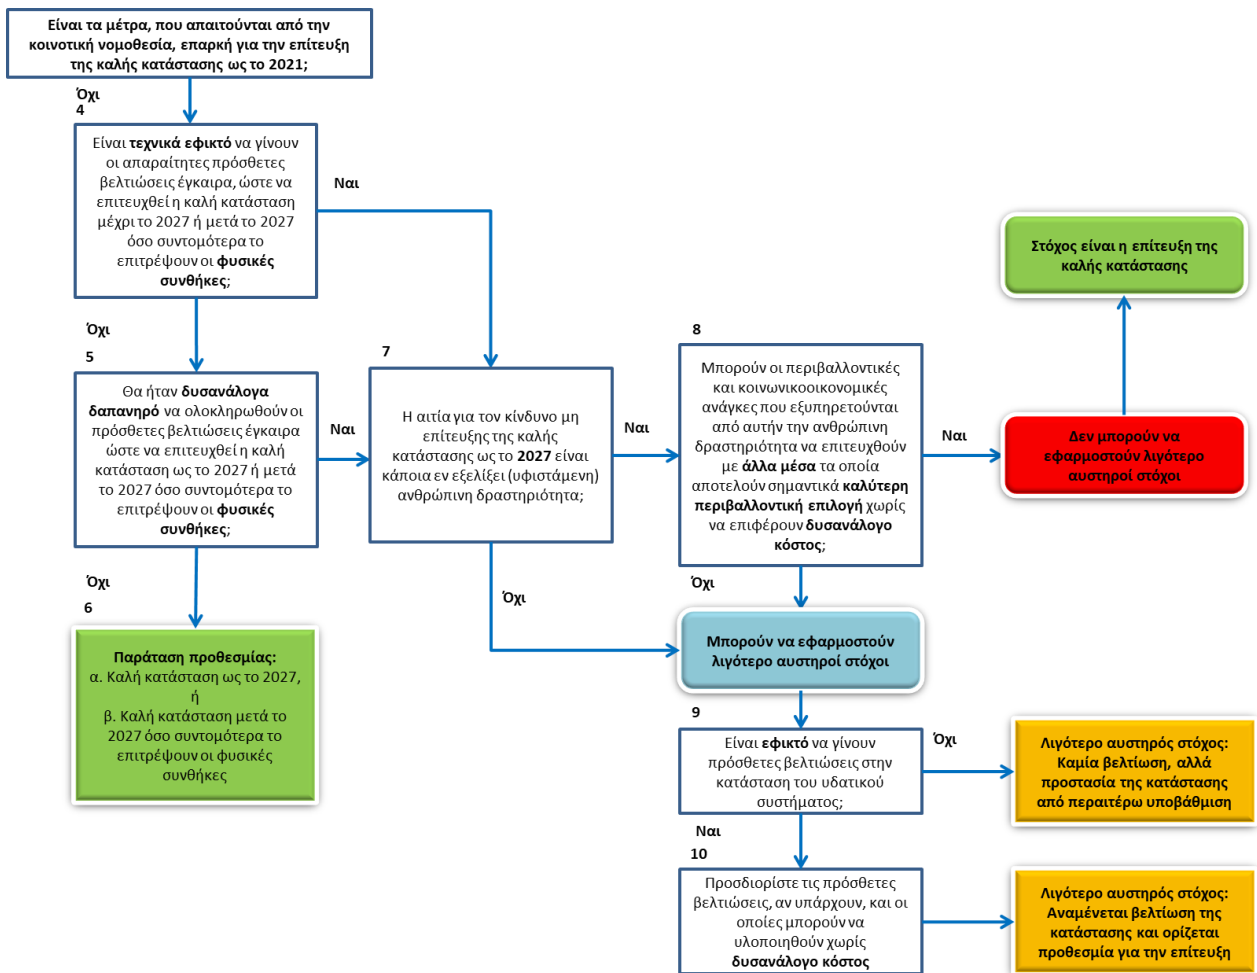 Είναι τα μέτρα, που απαιτούνται από την
κοινοτική νομοθεσία, επαρκή για την επίτευξη
της καλής κατάστασης ως το 2021;
Όχι
4
Είναι τεχνικά εφικτό να γίνουν
οι απαραίτητες πρόσθετες
βελτιώσεις έγκαιρα, ώστε να
επιτευχθεί η καλή κατάσταση
μέχρι το 2027 ή μετά το 2027
όσο συντομότερα το
επιτρέψουν οι φυσικές
συνθήκες;
Ναι
Όχι
5
Θα ήταν δυσανάλογα
δαπανηρό να ολοκληρωθούν οι
πρόσθετες βελτιώσεις έγκαιρα
ώστε να επιτευχθεί η καλή
κατάσταση ως το 2027 ή μετά
το 2027 όσο συντομότερα το
επιτρέψουν οι φυσικές
συνθήκες;
Ναι
Όχι
6
Παράταση προθεσμίας:
α. Καλή κατάσταση ως το 2027,
ή
β. Καλή κατάσταση μετά το
2027 όσο συντομότερα το
επιτρέψουν οι φυσικές
συνθήκες
7
Η αιτία για τον κίνδυνο μη
επίτευξης της καλής
κατάστασης ως το 2027 είναι
κάποια εν εξελίξει (υφιστάμενη)
ανθρώπινη δραστηριότητα;
Ναι
Όχι
8
Μπορούν οι περιβαλλοντικές
και κοινωνικοοικονομικές
ανάγκες που εξυπηρετούνται
από αυτήν την ανθρώπινη
δραστηριότητα να επιτευχθούν
με άλλα μέσα τα οποία
αποτελούν σημαντικά καλύτερη
περιβαλλοντική επιλογή χωρίς
να επιφέρουν δυσανάλογο
κόστος;
Ναι
Στόχος είναι η επίτευξη της
καλής κατάστασης
Δεν μπορούν να
εφαρμοστούν λιγότερο
αυστηροί στόχοι
Όχι
Μπορούν να εφαρμοστούν
λιγότερο αυστηροί στόχοι
9
Είναι εφικτό να γίνουν
πρόσθετες βελτιώσεις στην
κατάσταση του υδατικού
συστήματος;
Όχι
Λιγότερο αυστηρός στόχος:
Καμία βελτίωση, αλλά
προστασία της κατάστασης
από περαιτέρω υποβάθμιση
Ναι
10
Προσδιορίστε τις πρόσθετες
βελτιώσεις, αν υπάρχουν, και οι
οποίες μπορούν να
υλοποιηθούν χωρίς
δυσανάλογο κόστος
Λιγότερο αυστηρός στόχος:
Αναμένεται βελτίωση της
κατάστασης και ορίζεται
προθεσμία για την επίτευξη